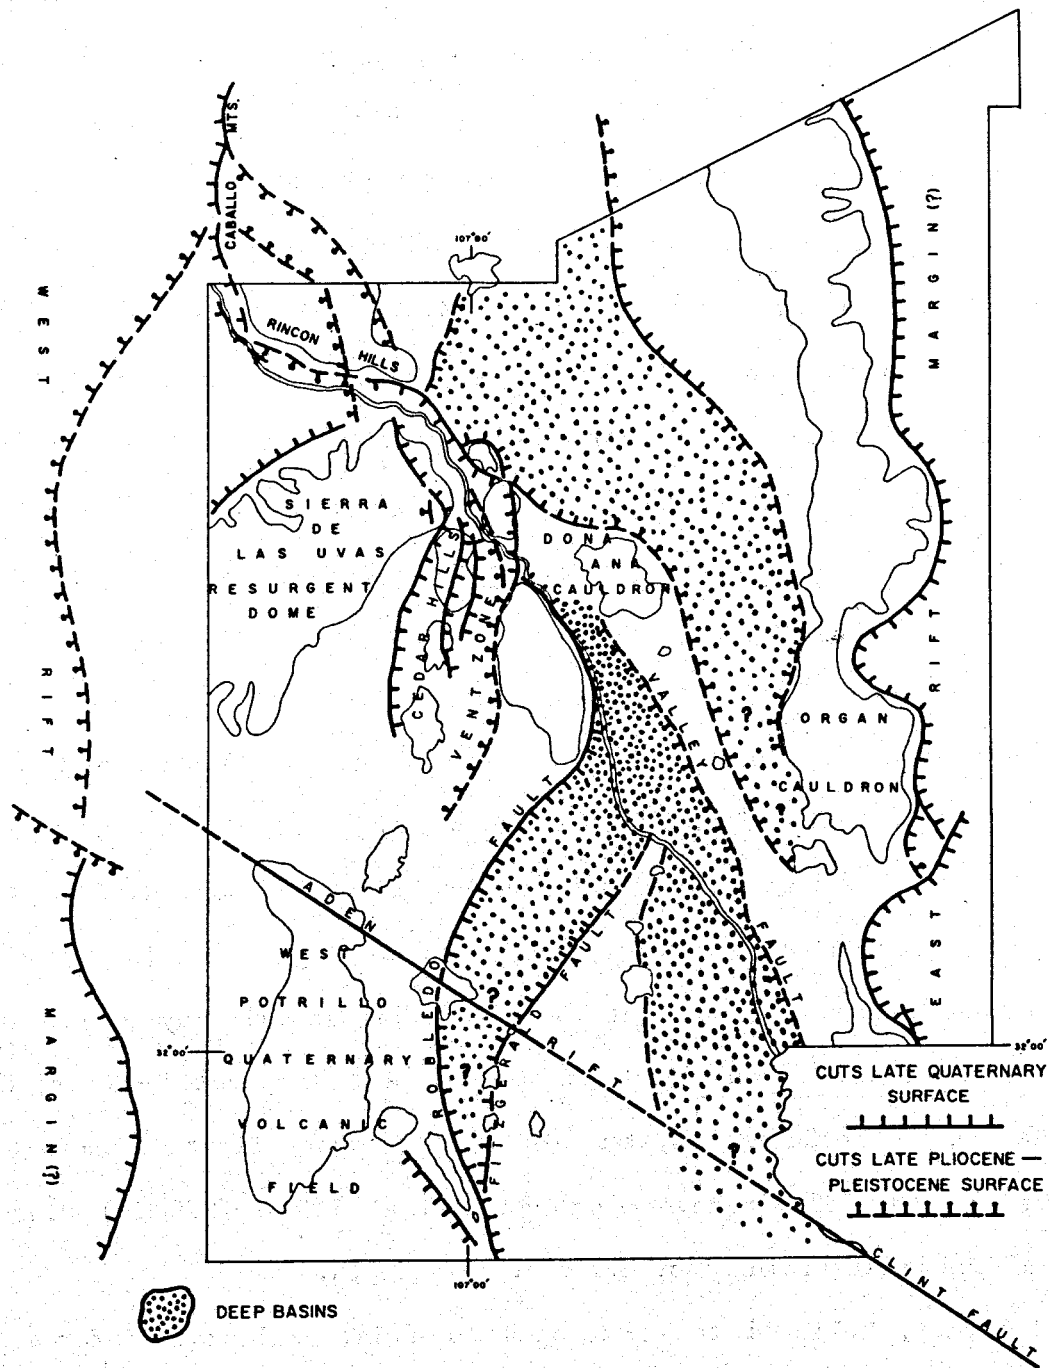 CABALLO MTS.
107°00'
RINCON
HILLS
WEST RIFT MARGIN(?)
MARGIN(?)
RIFT
EAST
SIERRA
DE
LAS UVAS
RESURGENT
DOME
CEDAR HILLS
VENT ZONE
DONA
ANA
CAULDRON
VALLEY
FAULT
?
ORGAN
CAULDRON
?
FAULT
ADEN
RIFT
CLINT FAULT
WEST
POTRILLO
QUATERNARY
VOLCANIC
FIELD
ROBLEDO
?
?
FITEGERALD FAULT
?
32°00'
32°00'
107°00'
CUTS LATE QUATERNARY
SURFACE
CUTS LATE PLIOCENE —
PLEISTOCENE SURFACE
DEEP BASINS